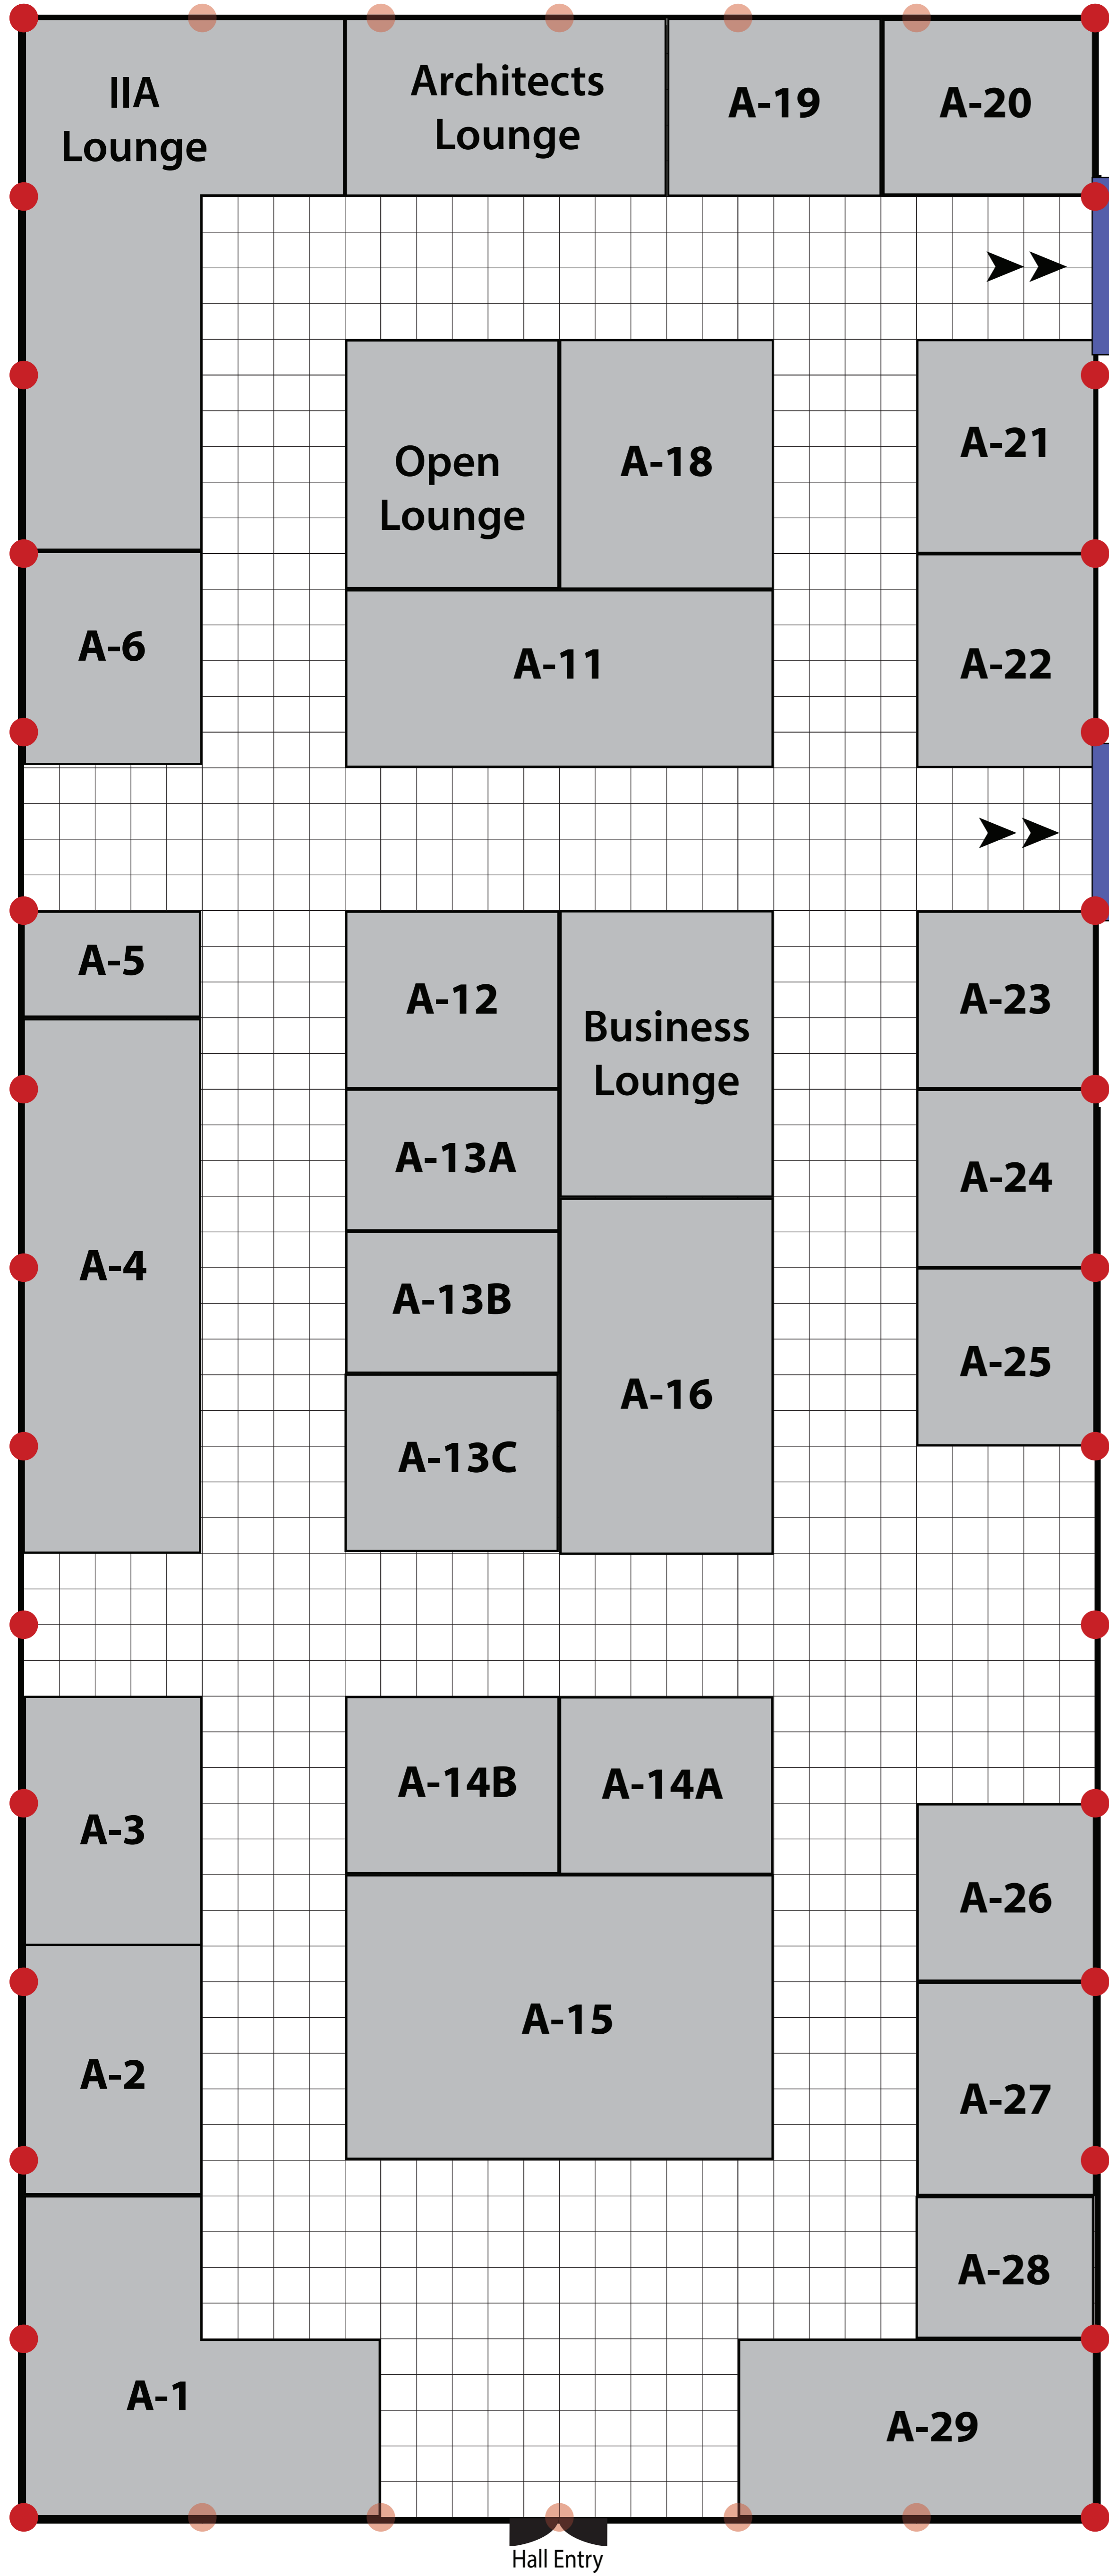 IIA
Lounge
Architects
Lounge
A-19
A-20
Open
Lounge
A-18
A-21
A-6
A-11
A-22
A-5
A-12
Business
Lounge
A-23
A-13A
A-24
A-4
A-13B
A-16
A-25
A-13C
A-3
A-14B
A-14A
A-26
A-15
A-2
A-27
A-28
A-1
A-29
Hall Entry